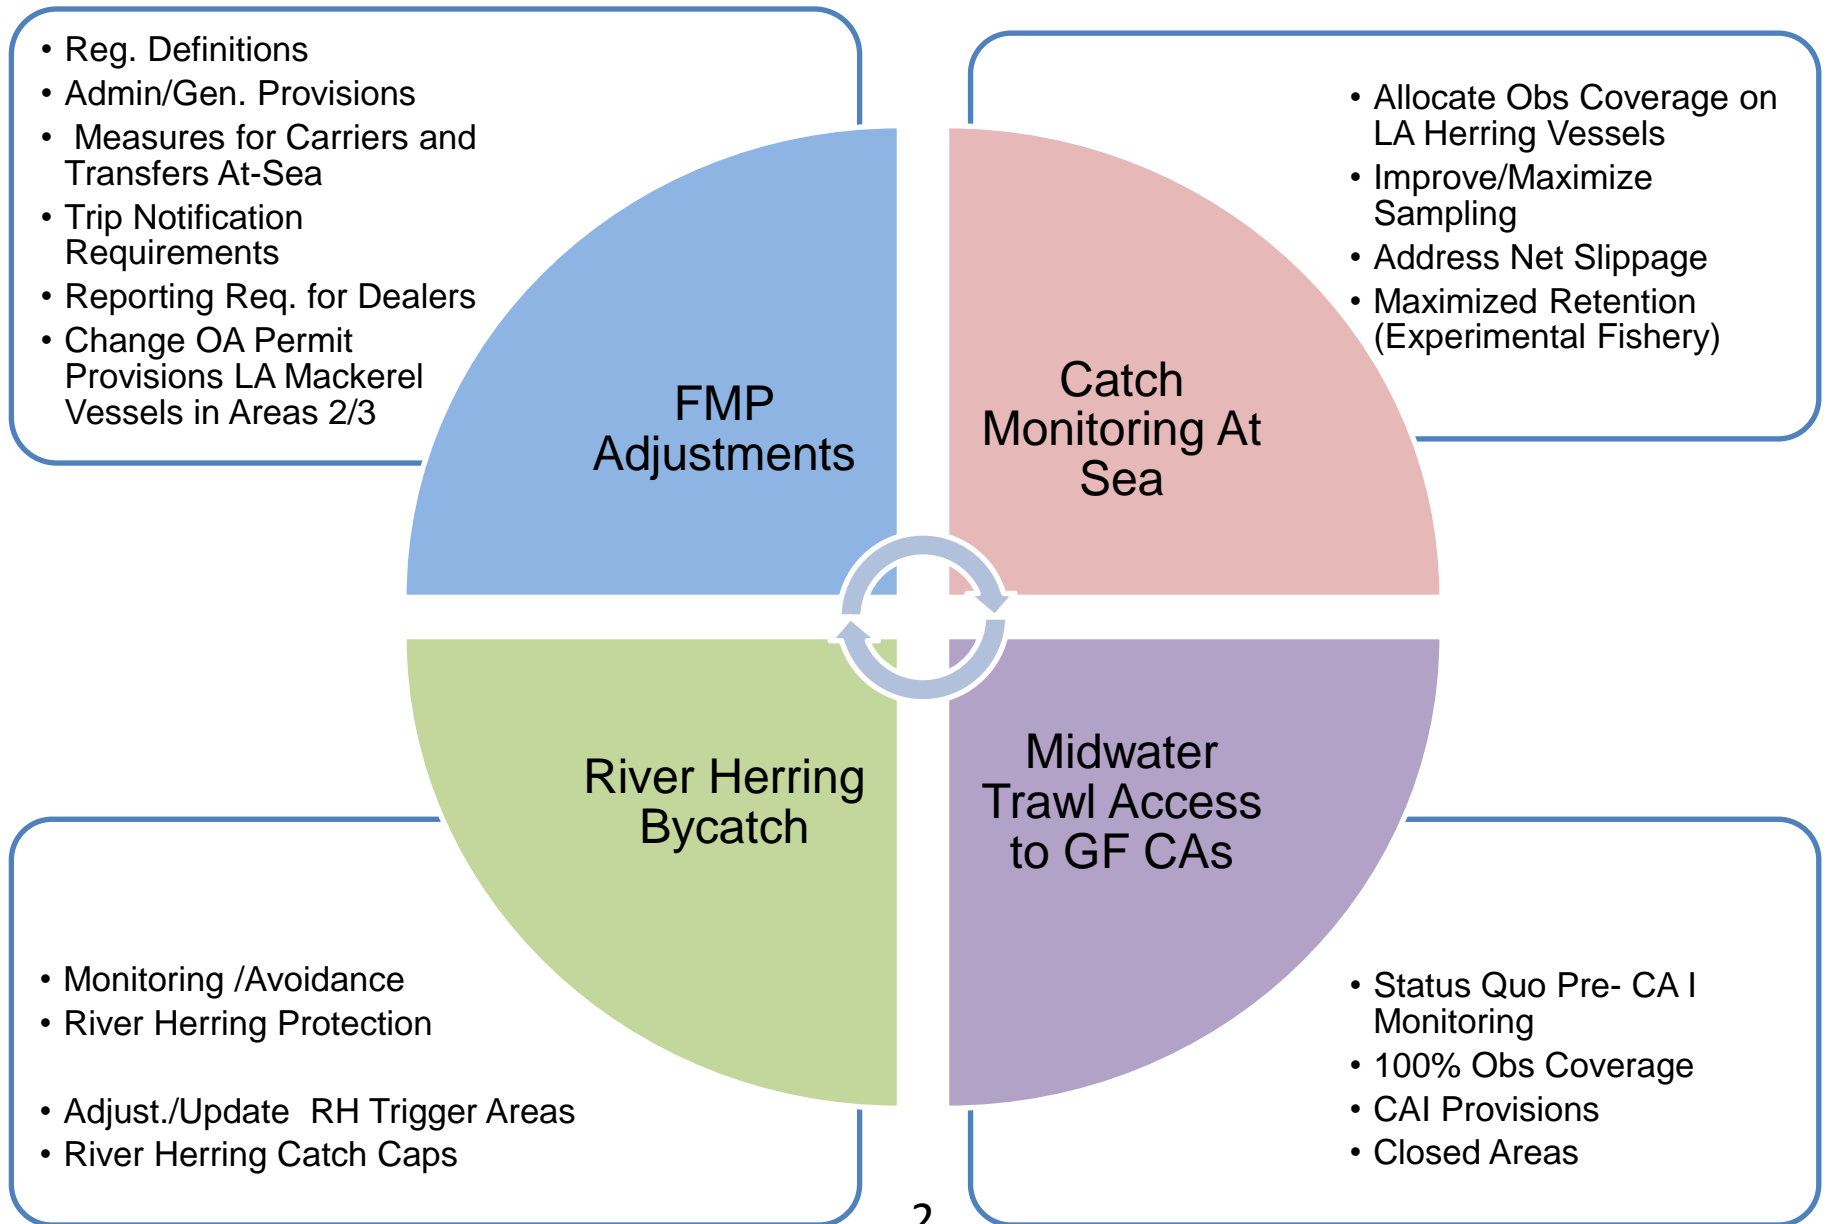 • Reg. Definitions
• Admin/Gen. Provisions
• Measures for Carriers and
Transfers At-Sea
• Trip Notification
Requirements
• Reporting Req. for Dealers
• Change OA Permit
Provisions LA Mackerel
Vessels in Areas 2/3
• Allocate Obs Coverage on
LA Herring Vessels
• Improve/Maximize
Sampling
• Address Net Slippage
• Maximized Retention
(Experimental Fishery)
FMP
Adjustments
Catch
Monitoring At
Sea
River Herring
Bycatch
Midwater
Trawl Access
to GF CAs
• Monitoring /Avoidance
• River Herring Protection
• Adjust./Update RH Trigger Areas
• River Herring Catch Caps
• Status Quo Pre- CA I
Monitoring
• 100% Obs Coverage
• CAI Provisions
• Closed Areas
2